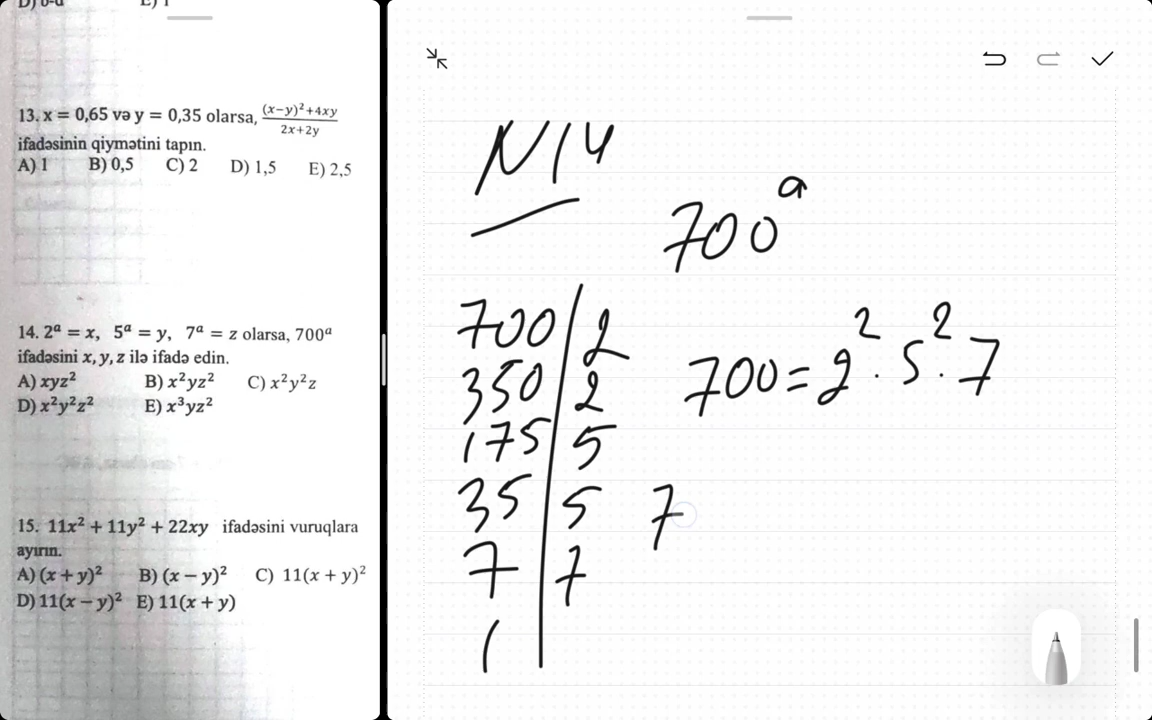 13. x = 0,65 və y = 0,35 olarsa, (x−y)²+4xy / 2x+2y
ifadəsinin qiymətini tapın.
A) 1 B) 0,5 C) 2 D) 1,5 E) 2,5
14. 2ᵃ = x, 5ᵃ = y, 7ᵃ = z olarsa, 700ᵃ
ifadəsini x, y, z ilə ifadə edin.
A) xyz² B) x²yz² C) x²y²z
D) x²y²z² E) x³yz²
15. 11x² + 11y² + 22xy ifadəsini vuruqlara
ayırın.
A) (x + y)² B) (x − y)² C) 11(x + y)²
D) 11(x − y)² E) 11(x + y)
N14
700ᵃ
700 | 2
350 | 2
175 | 5
35 | 5
7 | 7
1
700 = 2² · 5² · 7
7